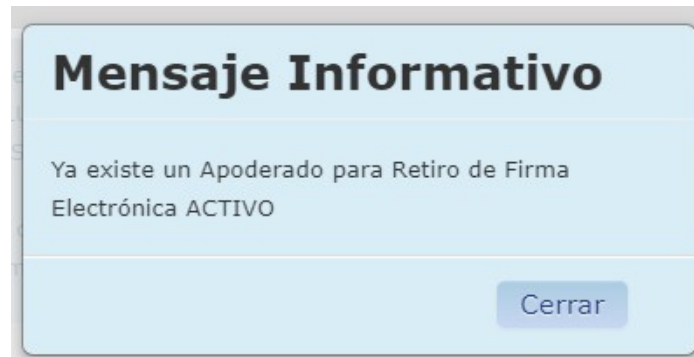 Mensaje Informativo
Ya existe un Apoderado para Retiro de Firma
Electrónica ACTIVO
Cerrar